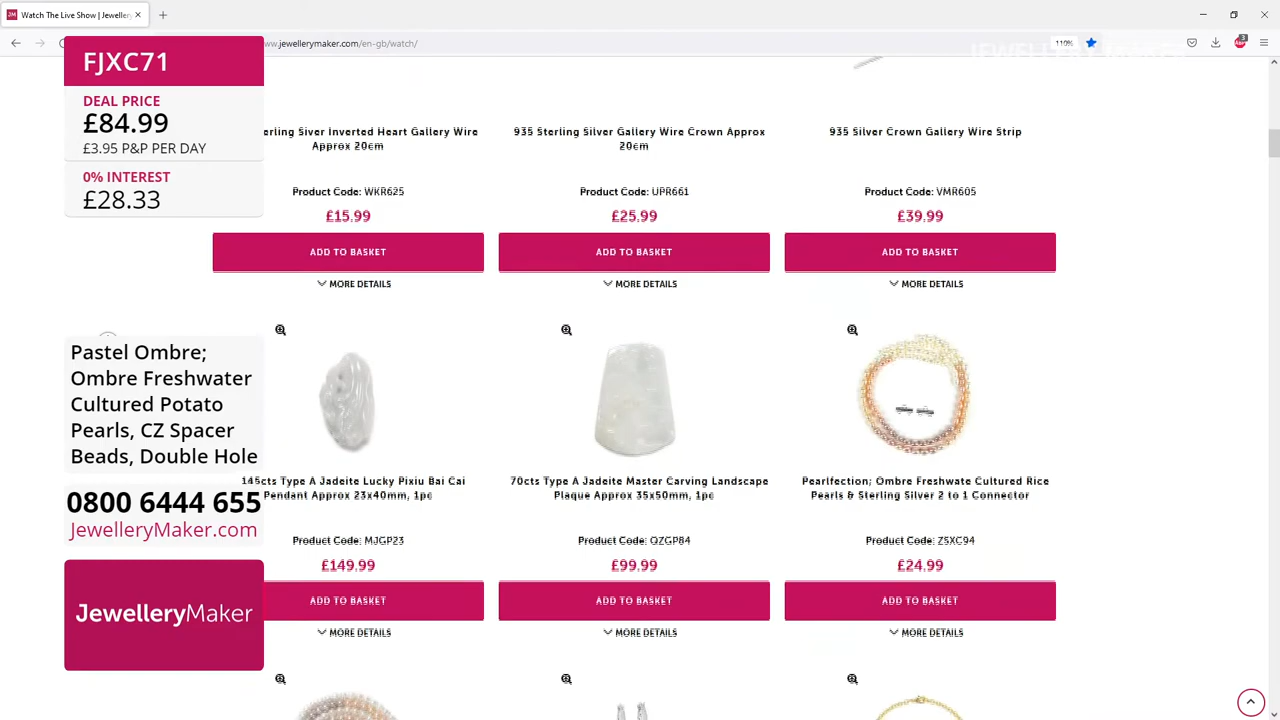 Watch The Live Show | Jeweller
www.jewellerymaker.com/en-gb/watch/
110%
3
JEWELLERY MAKER
FJXC71
DEAL PRICE
£84.99
£3.95 P&P PER DAY
0% INTEREST
£28.33
erling Siver Inverted Heart Gallery Wire
Approx 20cm
Product Code: WKR625
£15.99
ADD TO BASKET
MORE DETAILS
935 Sterling Silver Gallery Wire Crown Approx
20cm
Product Code: UPR661
£25.99
ADD TO BASKET
MORE DETAILS
935 Silver Crown Gallery Wire Strip
Product Code: VMR605
£39.99
ADD TO BASKET
MORE DETAILS
Pastel Ombre;
Ombre Freshwater
Cultured Potato
Pearls, CZ Spacer
Beads, Double Hole
0800 6444 655
JewelleryMaker.com
JewelleryMaker
145cts Type A Jadeite Lucky Pixiu Bai Cai
Pendant Approx 23x40mm, 1pc
Product Code: MJGP23
£149.99
ADD TO BASKET
MORE DETAILS
70cts Type A Jadeite Master Carving Landscape
Plaque Approx 35x50mm, 1pc
Product Code: QZGP84
£99.99
ADD TO BASKET
MORE DETAILS
Pearlfection; Ombre Freshwate Cultured Rice
Pearls & Sterling Silver 2 to 1 Connector
Product Code: ZSXC94
£24.99
ADD TO BASKET
MORE DETAILS